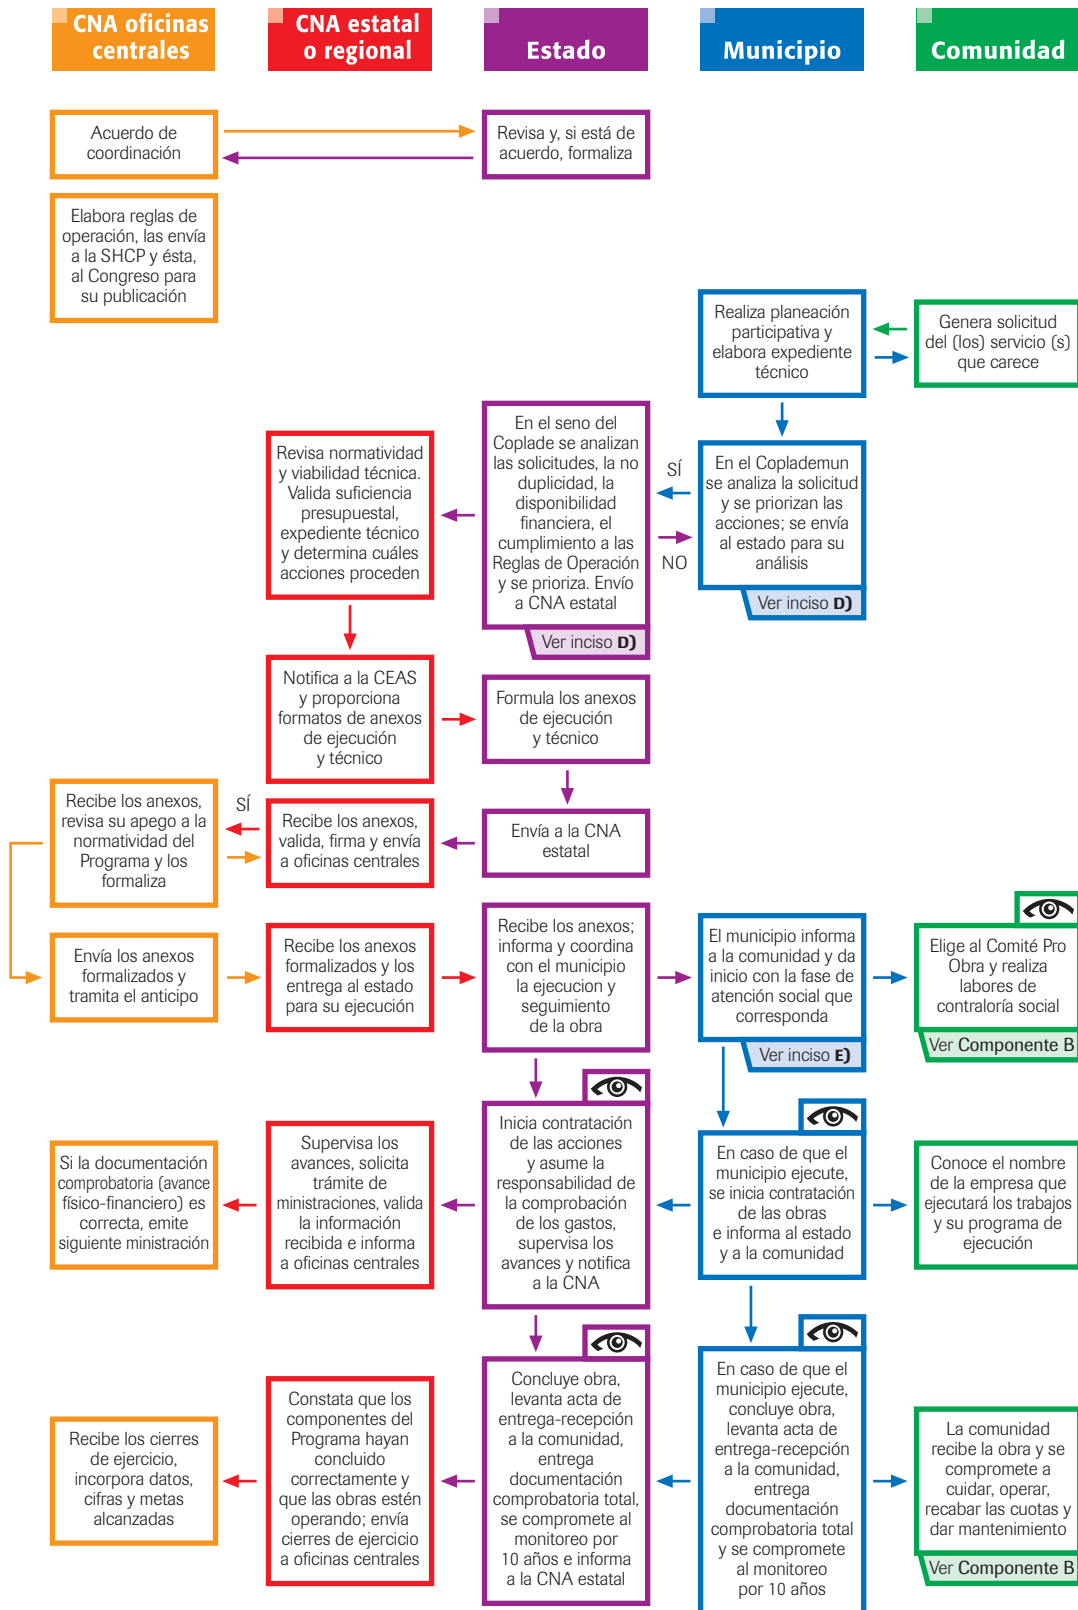 CNA oficinas
centrales
CNA estatal
o regional
Estado
Municipio
Comunidad
Acuerdo de
coordinación
Revisa y, si está de
acuerdo, formaliza
Elabora reglas de
operación, las envía
a la SHCP y ésta,
al Congreso para
su publicación
Realiza planeación
participativa y
elabora expediente
técnico
Genera solicitud
del (los) servicio (s)
que carece
Revisa normatividad
y viabilidad técnica.
Valida suficiencia
presupuestal,
expediente técnico
y determina cuáles
acciones proceden
En el seno del
Coplade se analizan
las solicitudes, la no
duplicidad, la
disponibilidad
financiera, el
cumplimiento a las
Reglas de Operación
y se prioriza. Envío
a CNA estatal
Ver inciso D)
SÍ
NO
En el Coplademun
se analiza la solicitud
y se priorizan las
acciones; se envía
al estado para su
análisis
Ver inciso D)
Notifica a la CEAS
y proporciona
formatos de anexos
de ejecución
y técnico
Formula los anexos
de ejecución
y técnico
Recibe los anexos,
revisa su apego a la
normatividad del
Programa y los
formaliza
SÍ
Recibe los anexos,
valida, firma y envía
a oficinas centrales
Envía a la CNA
estatal
Envía los anexos
formalizados y
tramita el anticipo
Recibe los anexos
formalizados y los
entrega al estado
para su ejecución
Recibe los anexos;
informa y coordina
con el municipio
la ejecucion y
seguimiento
de la obra
El municipio informa
a la comunidad y da
inicio con la fase de
atención social que
corresponda
Ver inciso E)
Elige al Comité Pro
Obra y realiza
labores de
contraloría social
Ver Componente B
Si la documentación
comprobatoria (avance
físico-financiero) es
correcta, emite
siguiente ministración
Supervisa los
avances, solicita
trámite de
ministraciones, valida
la información
recibida e informa
a oficinas centrales
Inicia contratación
de las acciones
y asume la
responsabilidad de
la comprobación
de los gastos,
supervisa los
avances y notifica
a la CNA
En caso de que el
municipio ejecute,
se inicia contratación
de las obras
e informa al estado
y a la comunidad
Conoce el nombre
de la empresa que
ejecutará los trabajos
y su programa de
ejecución
Recibe los cierres
de ejercicio,
incorpora datos,
cifras y metas
alcanzadas
Constata que los
componentes del
Programa hayan
concluido
correctamente y
que las obras estén
operando; envía
cierres de ejercicio
a oficinas centrales
Concluye obra,
levanta acta de
entrega-recepción
a la comunidad,
entrega
documentación
comprobatoria total,
se compromete al
monitoreo por
10 años e informa
a la CNA estatal
En caso de que el
municipio ejecute,
concluye obra,
levanta acta de
entrega-recepción
a la comunidad,
entrega
documentación
comprobatoria total
y se compromete
al monitoreo
por 10 años
La comunidad
recibe la obra y se
compromete a
cuidar, operar,
recabar las cuotas y
dar mantenimiento
Ver Componente B